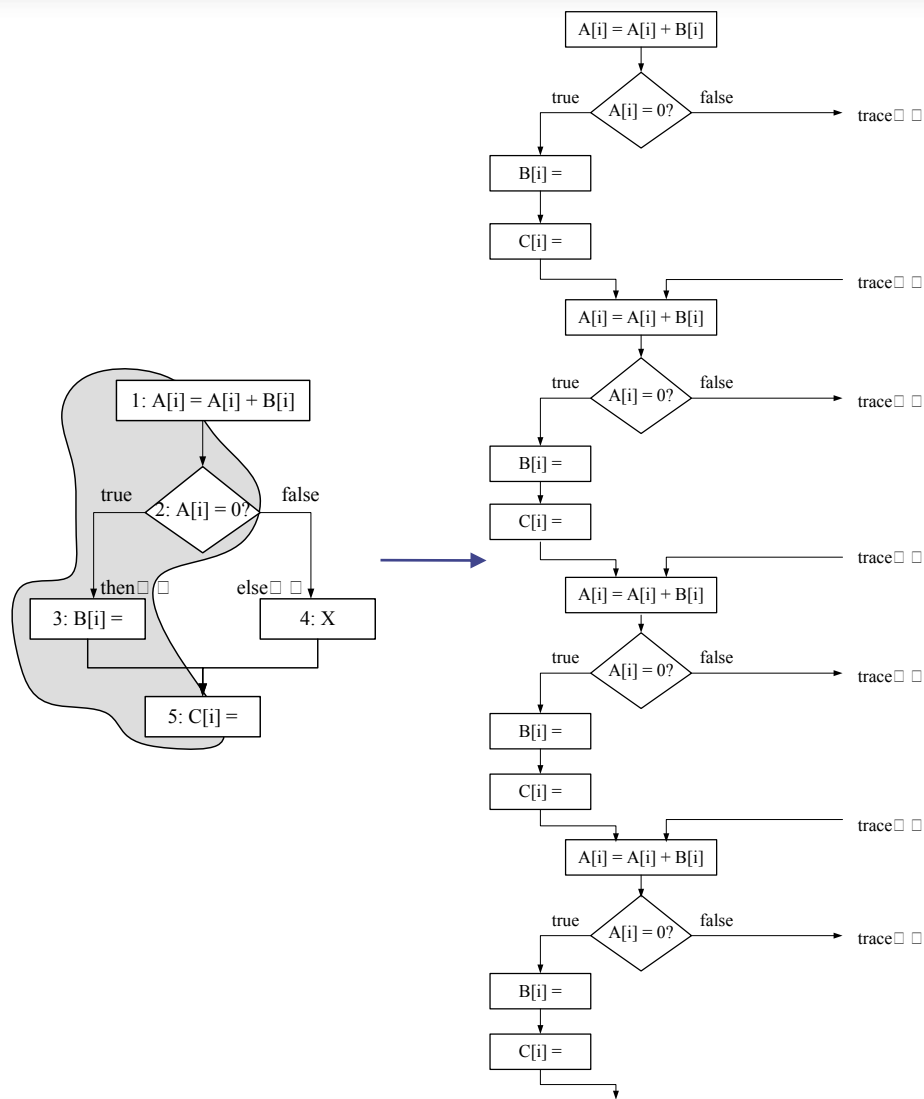 1: A[i] = A[i] + B[i]
2: A[i] = 0?
true
false
then□ □
else□ □
3: B[i] =
4: X
5: C[i] =
A[i] = A[i] + B[i]
true
A[i] = 0?
false
trace□ □
B[i] =
C[i] =
trace□ □
A[i] = A[i] + B[i]
true
A[i] = 0?
false
trace□ □
B[i] =
C[i] =
trace□ □
A[i] = A[i] + B[i]
true
A[i] = 0?
false
trace□ □
B[i] =
C[i] =
trace□ □
A[i] = A[i] + B[i]
true
A[i] = 0?
false
trace□ □
B[i] =
C[i] =